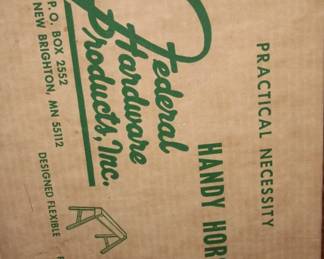 PRACTICAL NECESSITY
HANDY HOR
Federal
Hardware
Products, Inc.
P. O. BOX 2552
NEW BRIGHTON, MN 55112
DESIGNED FLEXIBLE